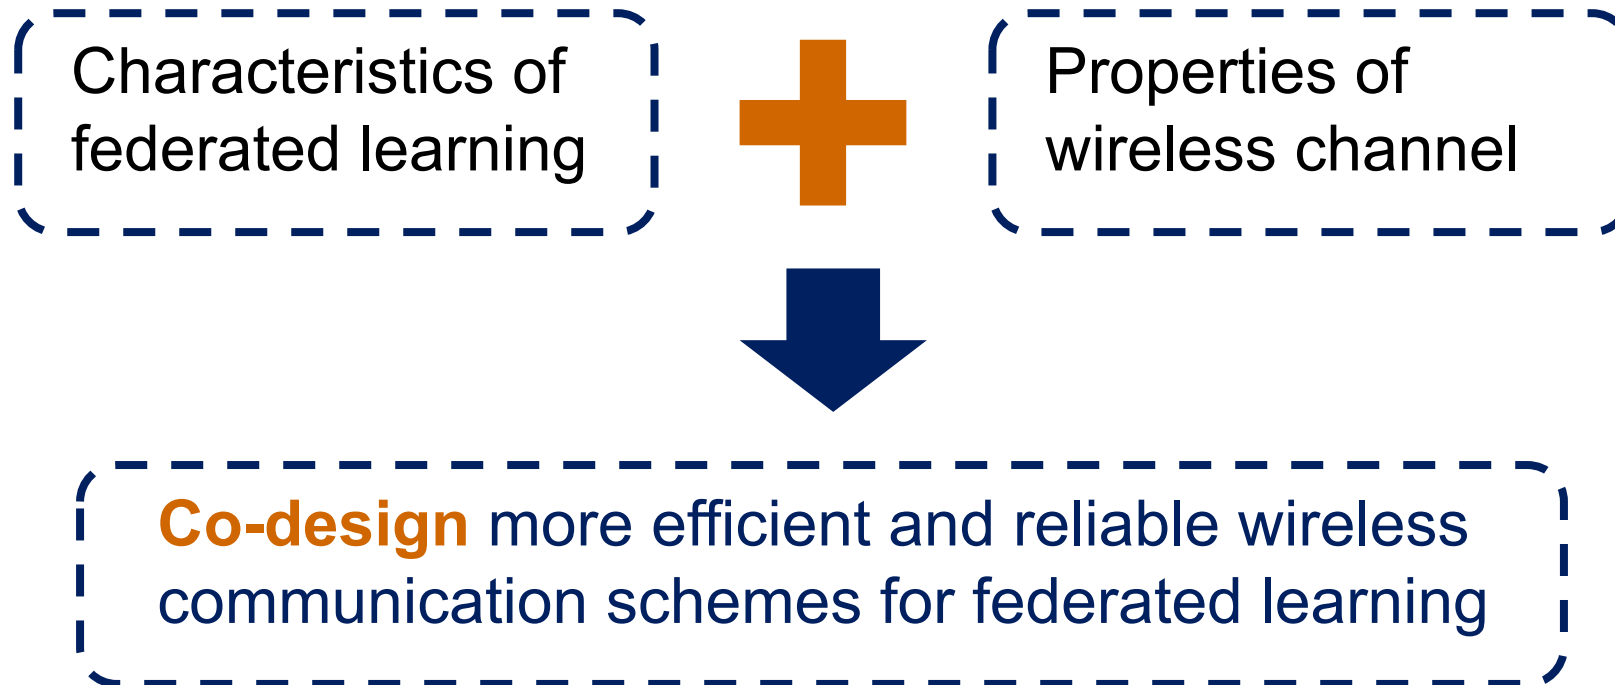 Characteristics of
federated learning
Properties of
wireless channel
Co-design more efficient and reliable wireless
communication schemes for federated learning